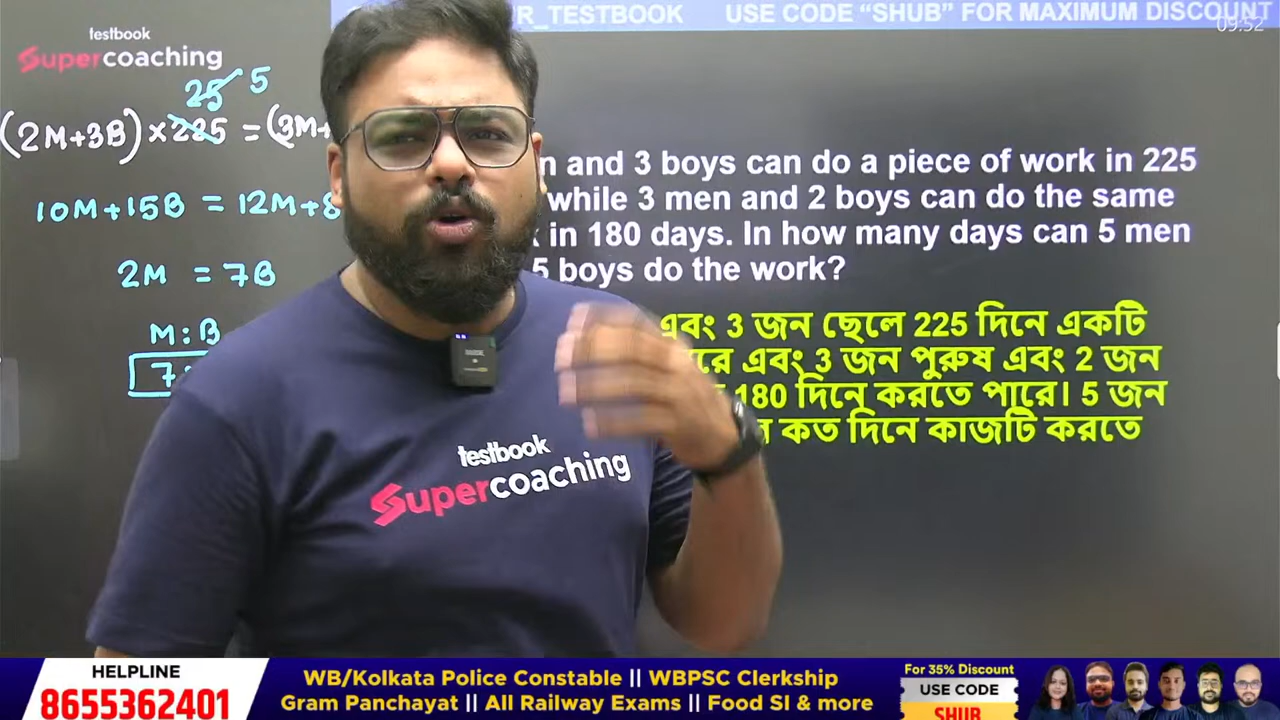 R_TESTBOOK USE CODE “SHUB” FOR MAXIMUM DISCOUNT
09:52
testbook
Supercoaching
25 5
(2M+3B)×225 = (3M+
10M+15B = 12M+8
2M = 7B
M:B
7
and 3 boys can do a piece of work in 225
while 3 men and 2 boys can do the same
in 180 days. In how many days can 5 men
5 boys do the work?
এবং 3 জন ছেলে 225 দিনে একটি
এবং 3 জন পুরুষ এবং 2 জন
180 দিনে করতে পারে। 5 জন
কত দিনে কাজটি করতে
testbook
Supercoaching
HELPLINE
8655362401
WB/Kolkata Police Constable || WBPSC Clerkship
Gram Panchayat || All Railway Exams || Food SI & more
For 35% Discount
USE CODE
SHUB